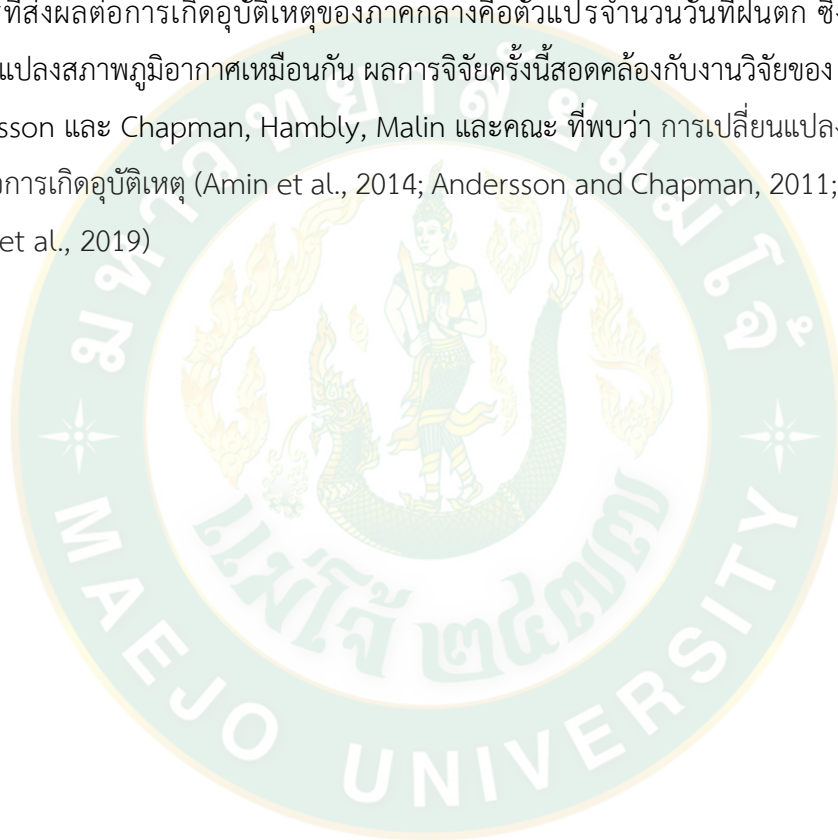 ที่ส่งผลต่อการเกิดอุบัติเหตุของภาคกลางคือตัวแปรจำนวนวันที่ฝนตก ซึ่ง
แปลงสภาพภูมิอากาศเหมือนกัน ผลการจิจัยครั้งนี้สอดคล้องกับงานวิจัยของ
sson และ Chapman, Hambly, Malin และคณะ ที่พบว่า การเปลี่ยนแปลง
การเกิดอุบัติเหตุ (Amin et al., 2014; Andersson and Chapman, 2011;
et al., 2019)
มหาวิทยาลัยแม่โจ้
แม่โจ้ ๒๔๗๗
MAEJO UNIVERSITY